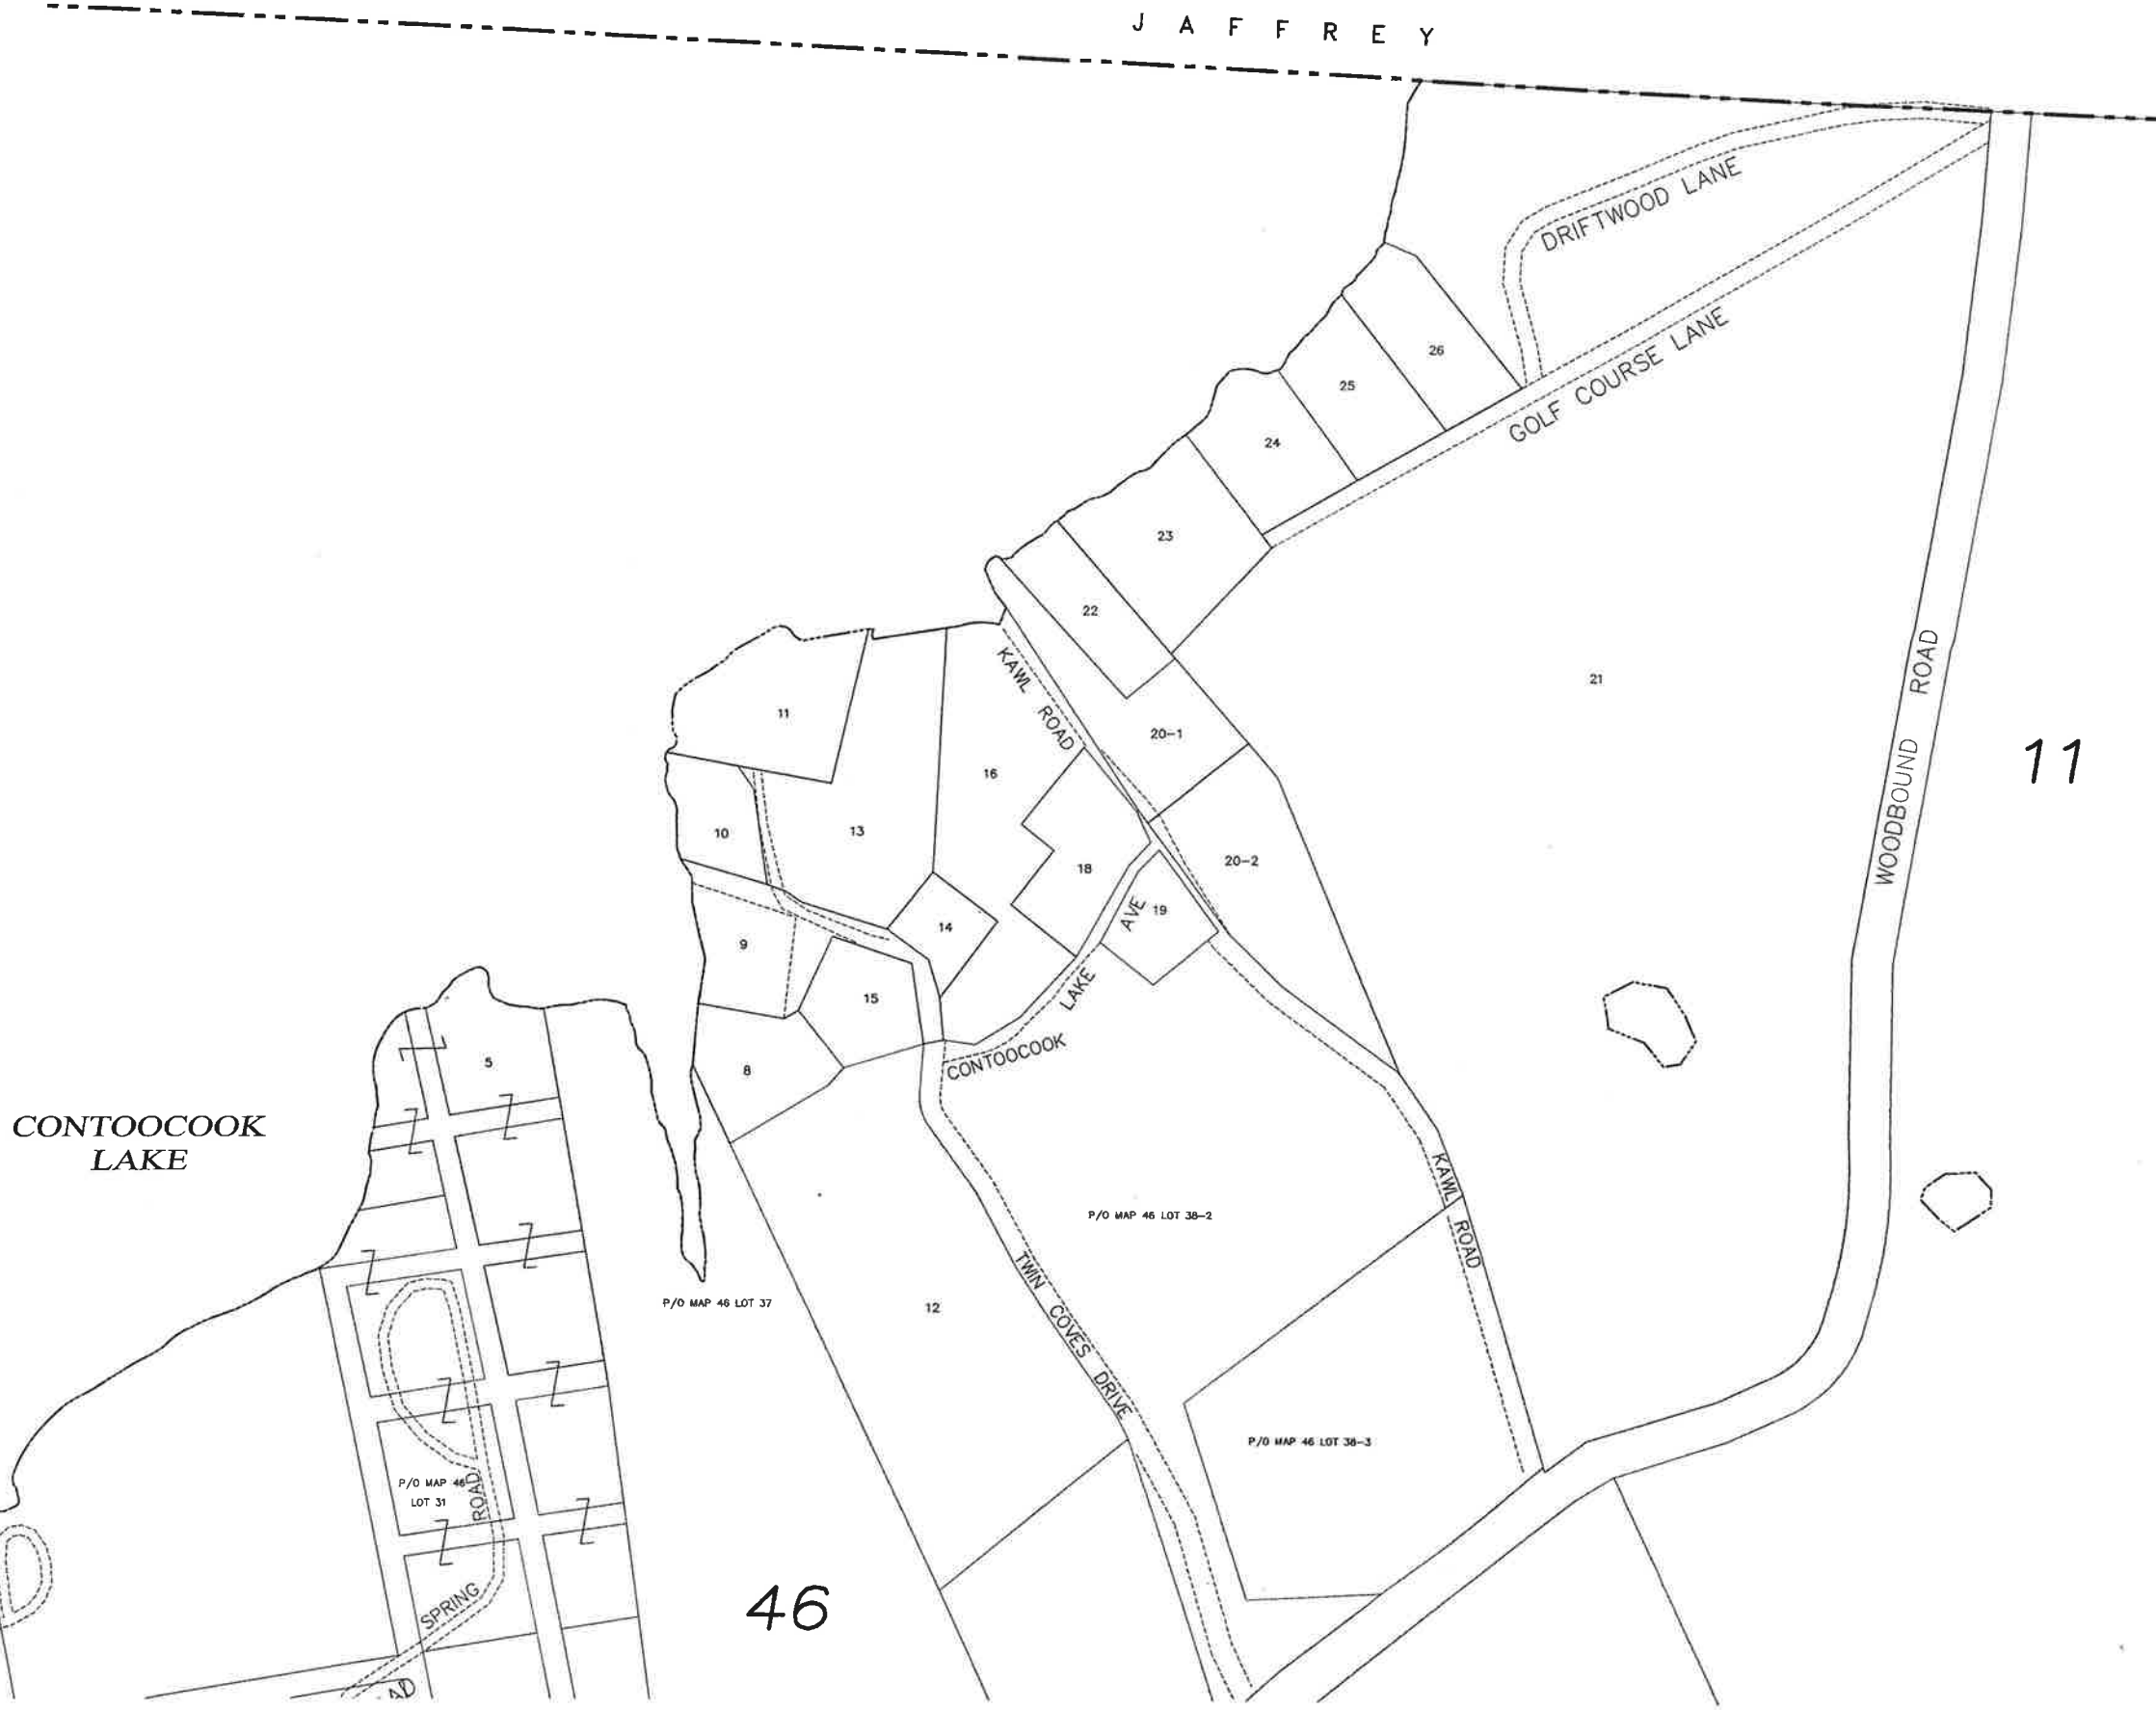 JAFFREY
DRIFTWOOD LANE
GOLF COURSE LANE
26
25
24
23
22
KAWL ROAD
21
WOODBOUND ROAD
11
11
20-1
16
10
13
18
20-2
14
19
9
15
CONTOOCOOK LAKE AVE
8
5
CONTOOCOOK
LAKE
P/O MAP 46 LOT 38-2
KAWL ROAD
P/O MAP 46 LOT 37
12
TWIN COVES DRIVE
P/O MAP 46 LOT 38-3
P/O MAP 46
LOT 31
SPRING ROAD
46